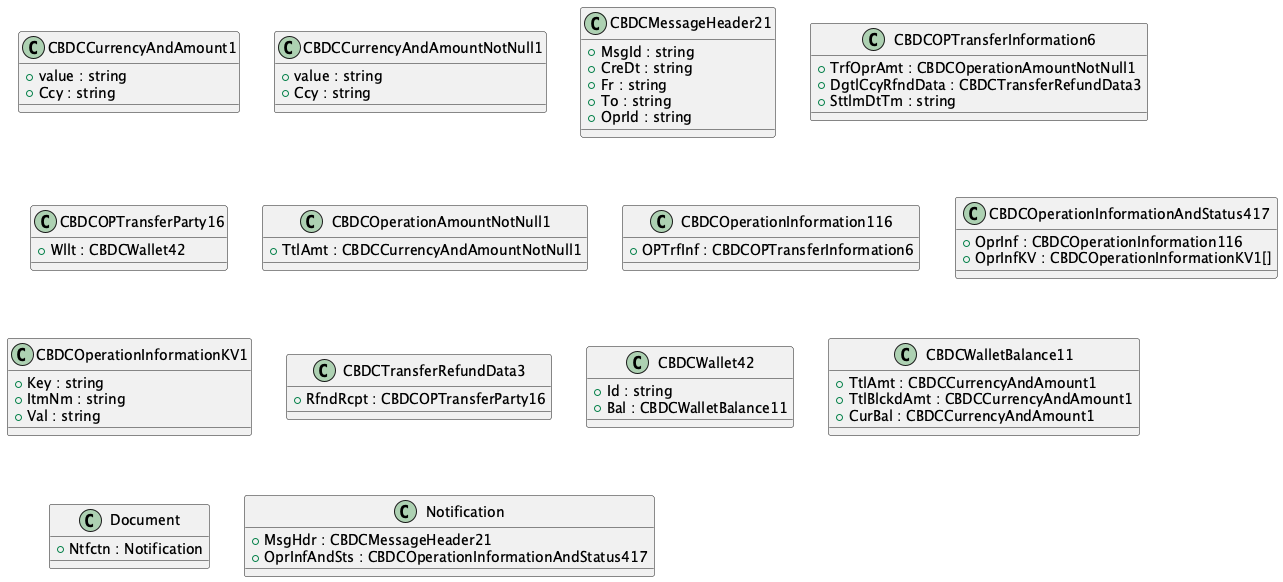 C CBDCCurrencyAndAmount1
value : string
Ccy : string
C CBDCCurrencyAndAmountNotNull1
value : string
Ccy : string
C CBDCMessageHeader21
MsgId : string
CreDt : string
Fr : string
To : string
OprId : string
C CBDCOPTransferInformation6
TrfOprAmt : CBDCOperationAmountNotNull1
DgtlCcyRfndData : CBDCTransferRefundData3
SttlmDtTm : string
C CBDCOPTransferParty16
Wllt : CBDCWallet42
C CBDCOperationAmountNotNull1
TtlAmt : CBDCCurrencyAndAmountNotNull1
C CBDCOperationInformation116
OPTrfInf : CBDCOPTransferInformation6
C CBDCOperationInformationAndStatus417
OprInf : CBDCOperationInformation116
OprInfKV : CBDCOperationInformationKV1[]
C CBDCOperationInformationKV1
Key : string
ItmNm : string
Val : string
C CBDCTransferRefundData3
RfndRcpt : CBDCOPTransferParty16
C CBDCWallet42
Id : string
Bal : CBDCWalletBalance11
C CBDCWalletBalance11
TtlAmt : CBDCCurrencyAndAmount1
TtlBlckdAmt : CBDCCurrencyAndAmount1
CurBal : CBDCCurrencyAndAmount1
C Document
Ntfctn : Notification
C Notification
MsgHdr : CBDCMessageHeader21
OprInfAndSts : CBDCOperationInformationAndStatus417